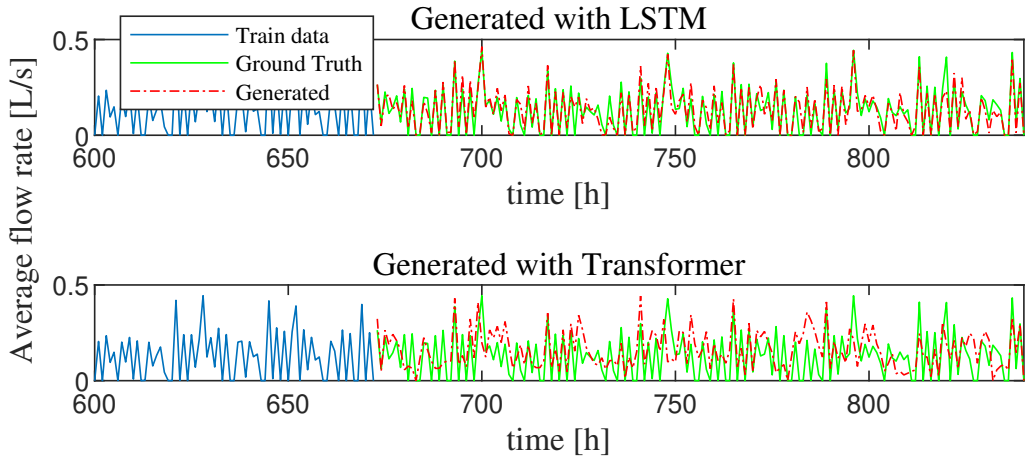 Generated with LSTM
Train data
Ground Truth
Generated
0.5
0
600
650
700
750
800
time [h]
Average flow rate [L/s]
Generated with Transformer
0.5
0
600
650
700
750
800
time [h]